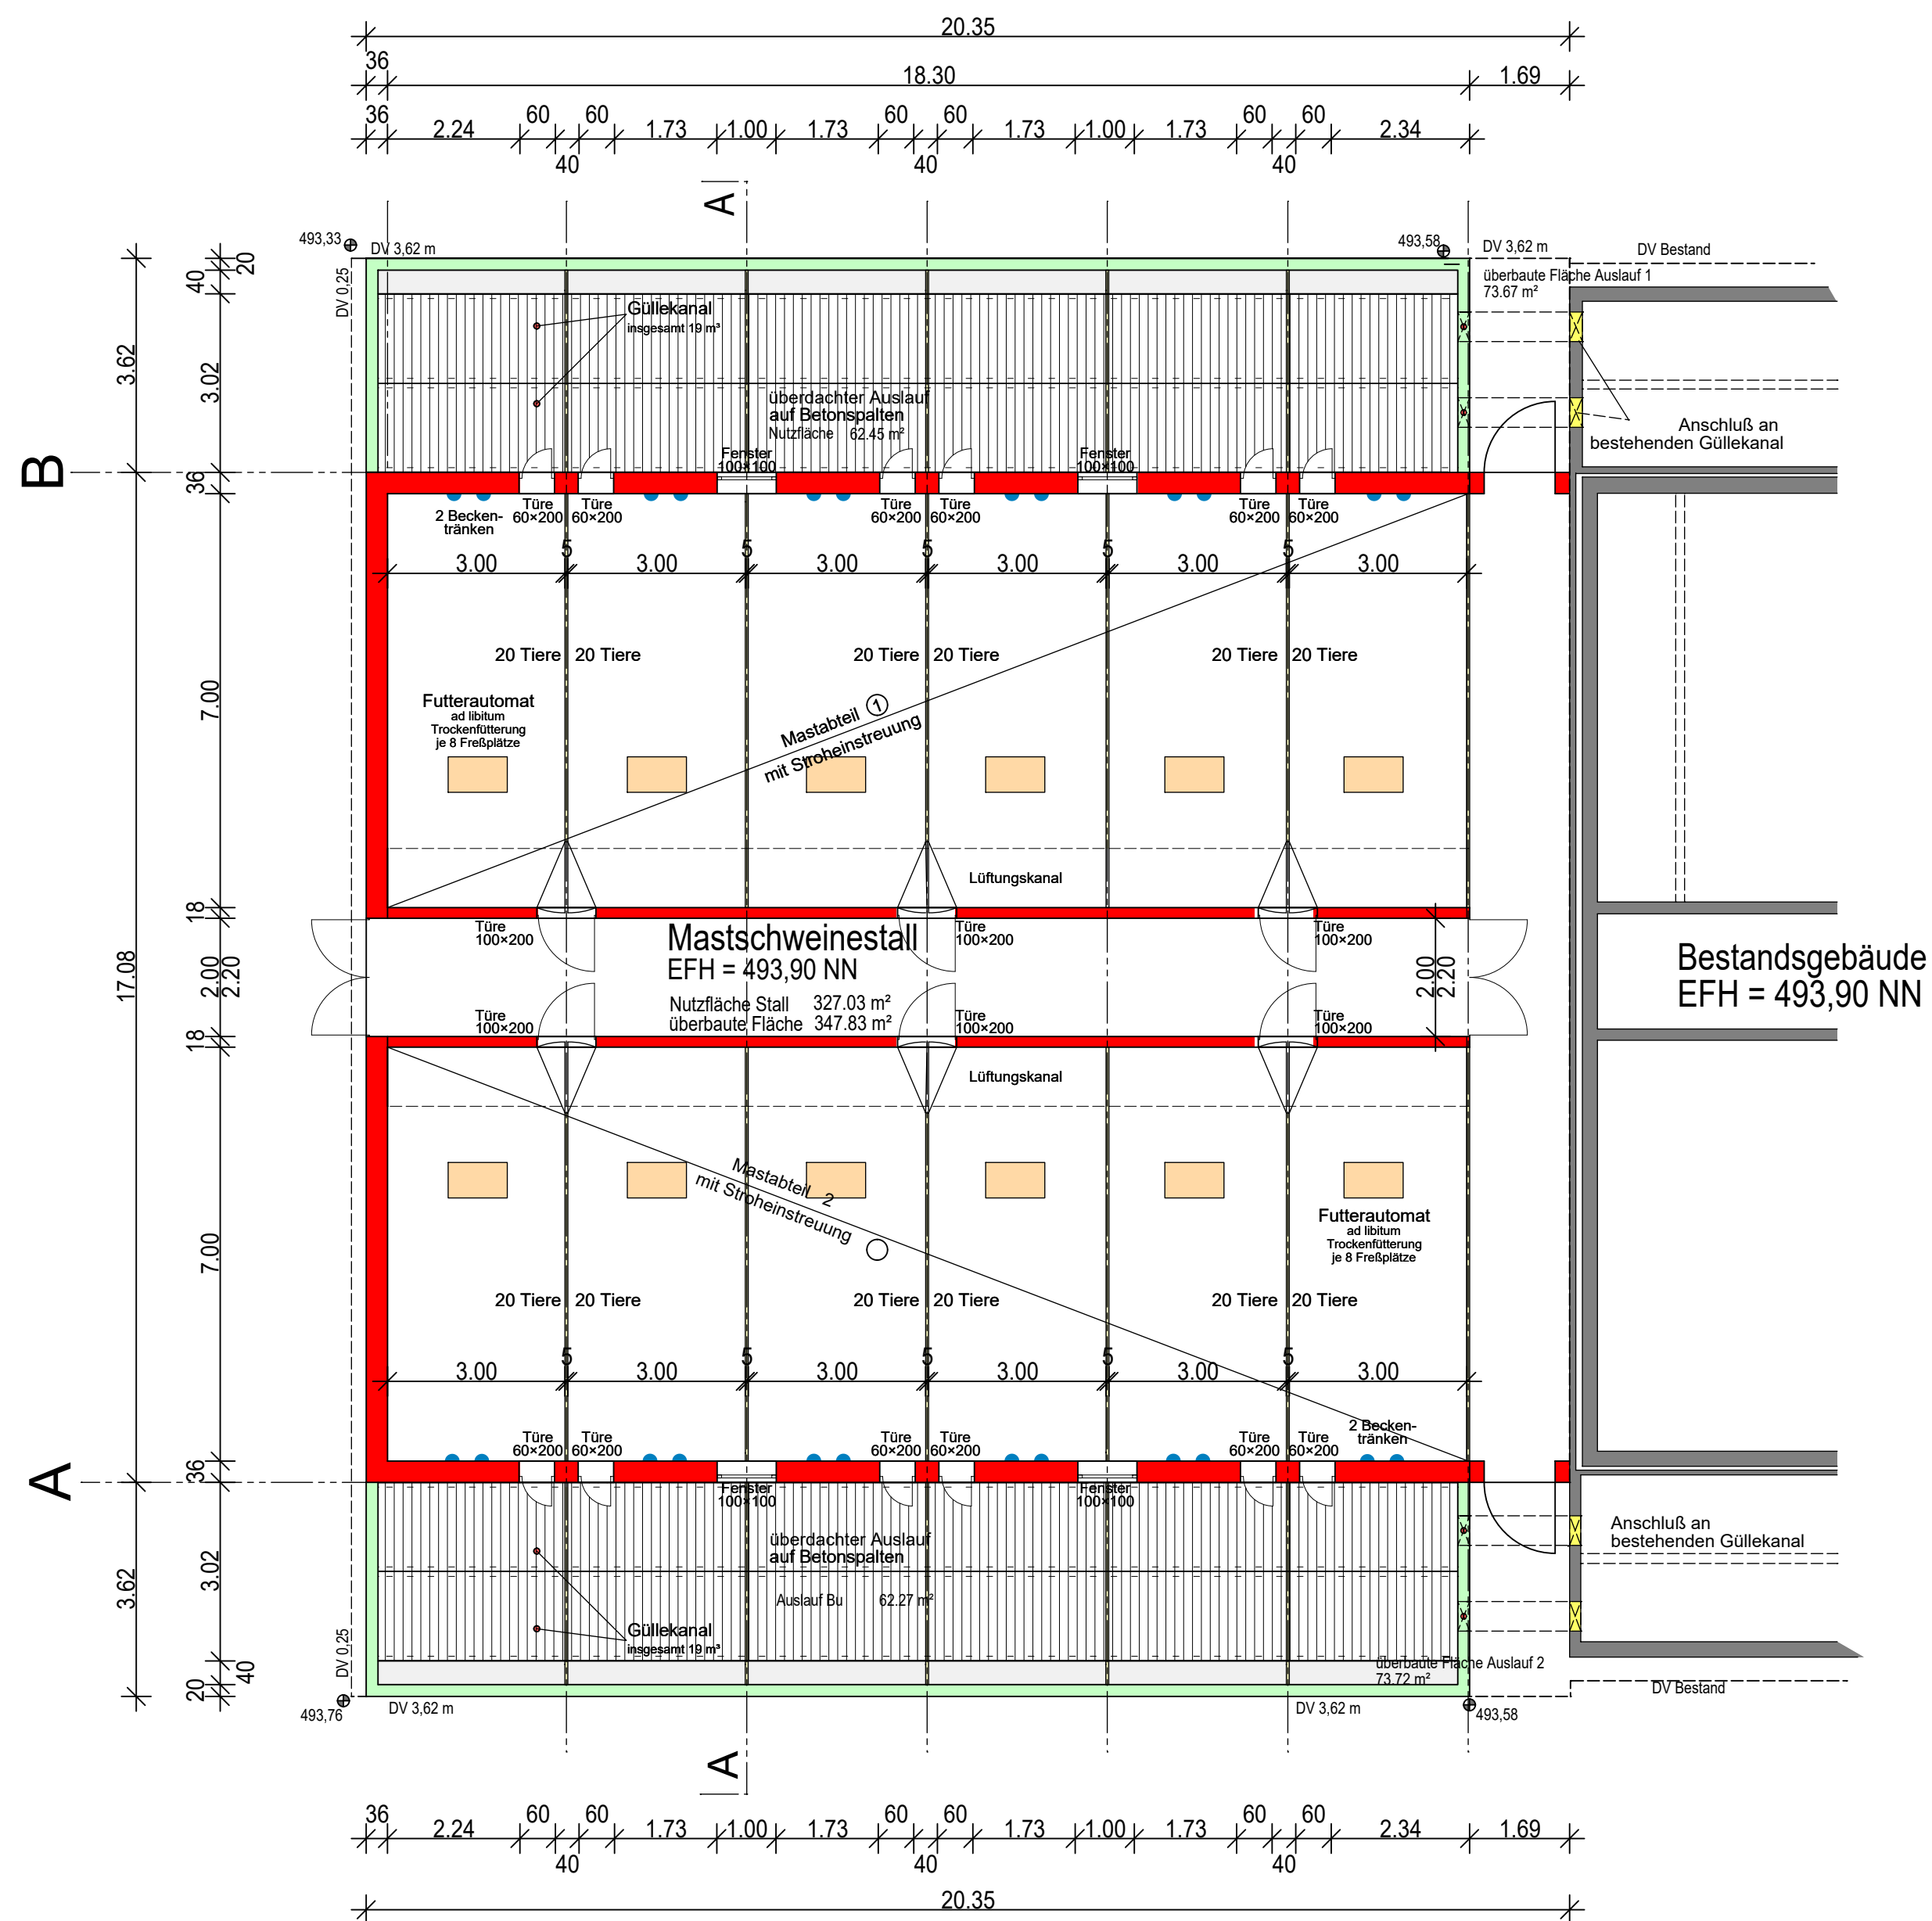 20.35
36
18.30
1.69
36
2.24
60
60
1.73
1.00
1.73
60
60
1.73
1.00
1.73
60
60
2.34
40
40
40
A
493,33
DV 3,62 m
493,58
DV 3,62 m
DV Bestand
DV 0,25
überbaute Fläche Auslauf 1
73.67 m²
20
40
3.62
3.02
Güllekanal
insgesamt 19 m³
überdachter Auslauf
auf Betonspalten
Nutzfläche 62.45 m²
Anschluß an
bestehenden Güllekanal
B
Fenster
100×100
Fenster
100×100
36
2 Becken-
tränken
Türe
60×200
Türe
60×200
Türe
60×200
Türe
60×200
Türe
60×200
Türe
60×200
5
5
5
5
5
3.00
3.00
3.00
3.00
3.00
3.00
7.00
20 Tiere
20 Tiere
20 Tiere
20 Tiere
20 Tiere
20 Tiere
Futterautomat
ad libitum
Trockenfütterung
je 8 Freßplätze
Mastabteil 1
mit Stroheinstreuung
Lüftungskanal
18
Türe
100×200
Türe
100×200
Türe
100×200
17.08
2.00
2.20
Mastschweinestall
EFH = 493,90 NN
Nutzfläche Stall 327.03 m²
überbaute Fläche 347.83 m²
2.00
2.20
Bestandsgebäude
EFH = 493,90 NN
Türe
100×200
Türe
100×200
Türe
100×200
18
Lüftungskanal
Mastabteil 2
mit Stroheinstreuung
Futterautomat
ad libitum
Trockenfütterung
je 8 Freßplätze
7.00
20 Tiere
20 Tiere
20 Tiere
20 Tiere
20 Tiere
20 Tiere
5
5
5
5
5
3.00
3.00
3.00
3.00
3.00
3.00
2 Becken-
tränken
Türe
60×200
Türe
60×200
Türe
60×200
Türe
60×200
Türe
60×200
Türe
60×200
36
A
Fenster
100×100
Fenster
100×100
überdachter Auslauf
auf Betonspalten
Auslauf Bu 62.27 m²
Anschluß an
bestehenden Güllekanal
3.62
3.02
Güllekanal
insgesamt 19 m³
DV 0,25
40
20
überbaute Fläche Auslauf 2
73.72 m²
DV Bestand
493,76
DV 3,62 m
DV 3,62 m
493,58
A
36
2.24
60
60
1.73
1.00
1.73
60
60
1.73
1.00
1.73
60
60
2.34
1.69
40
40
40
20.35